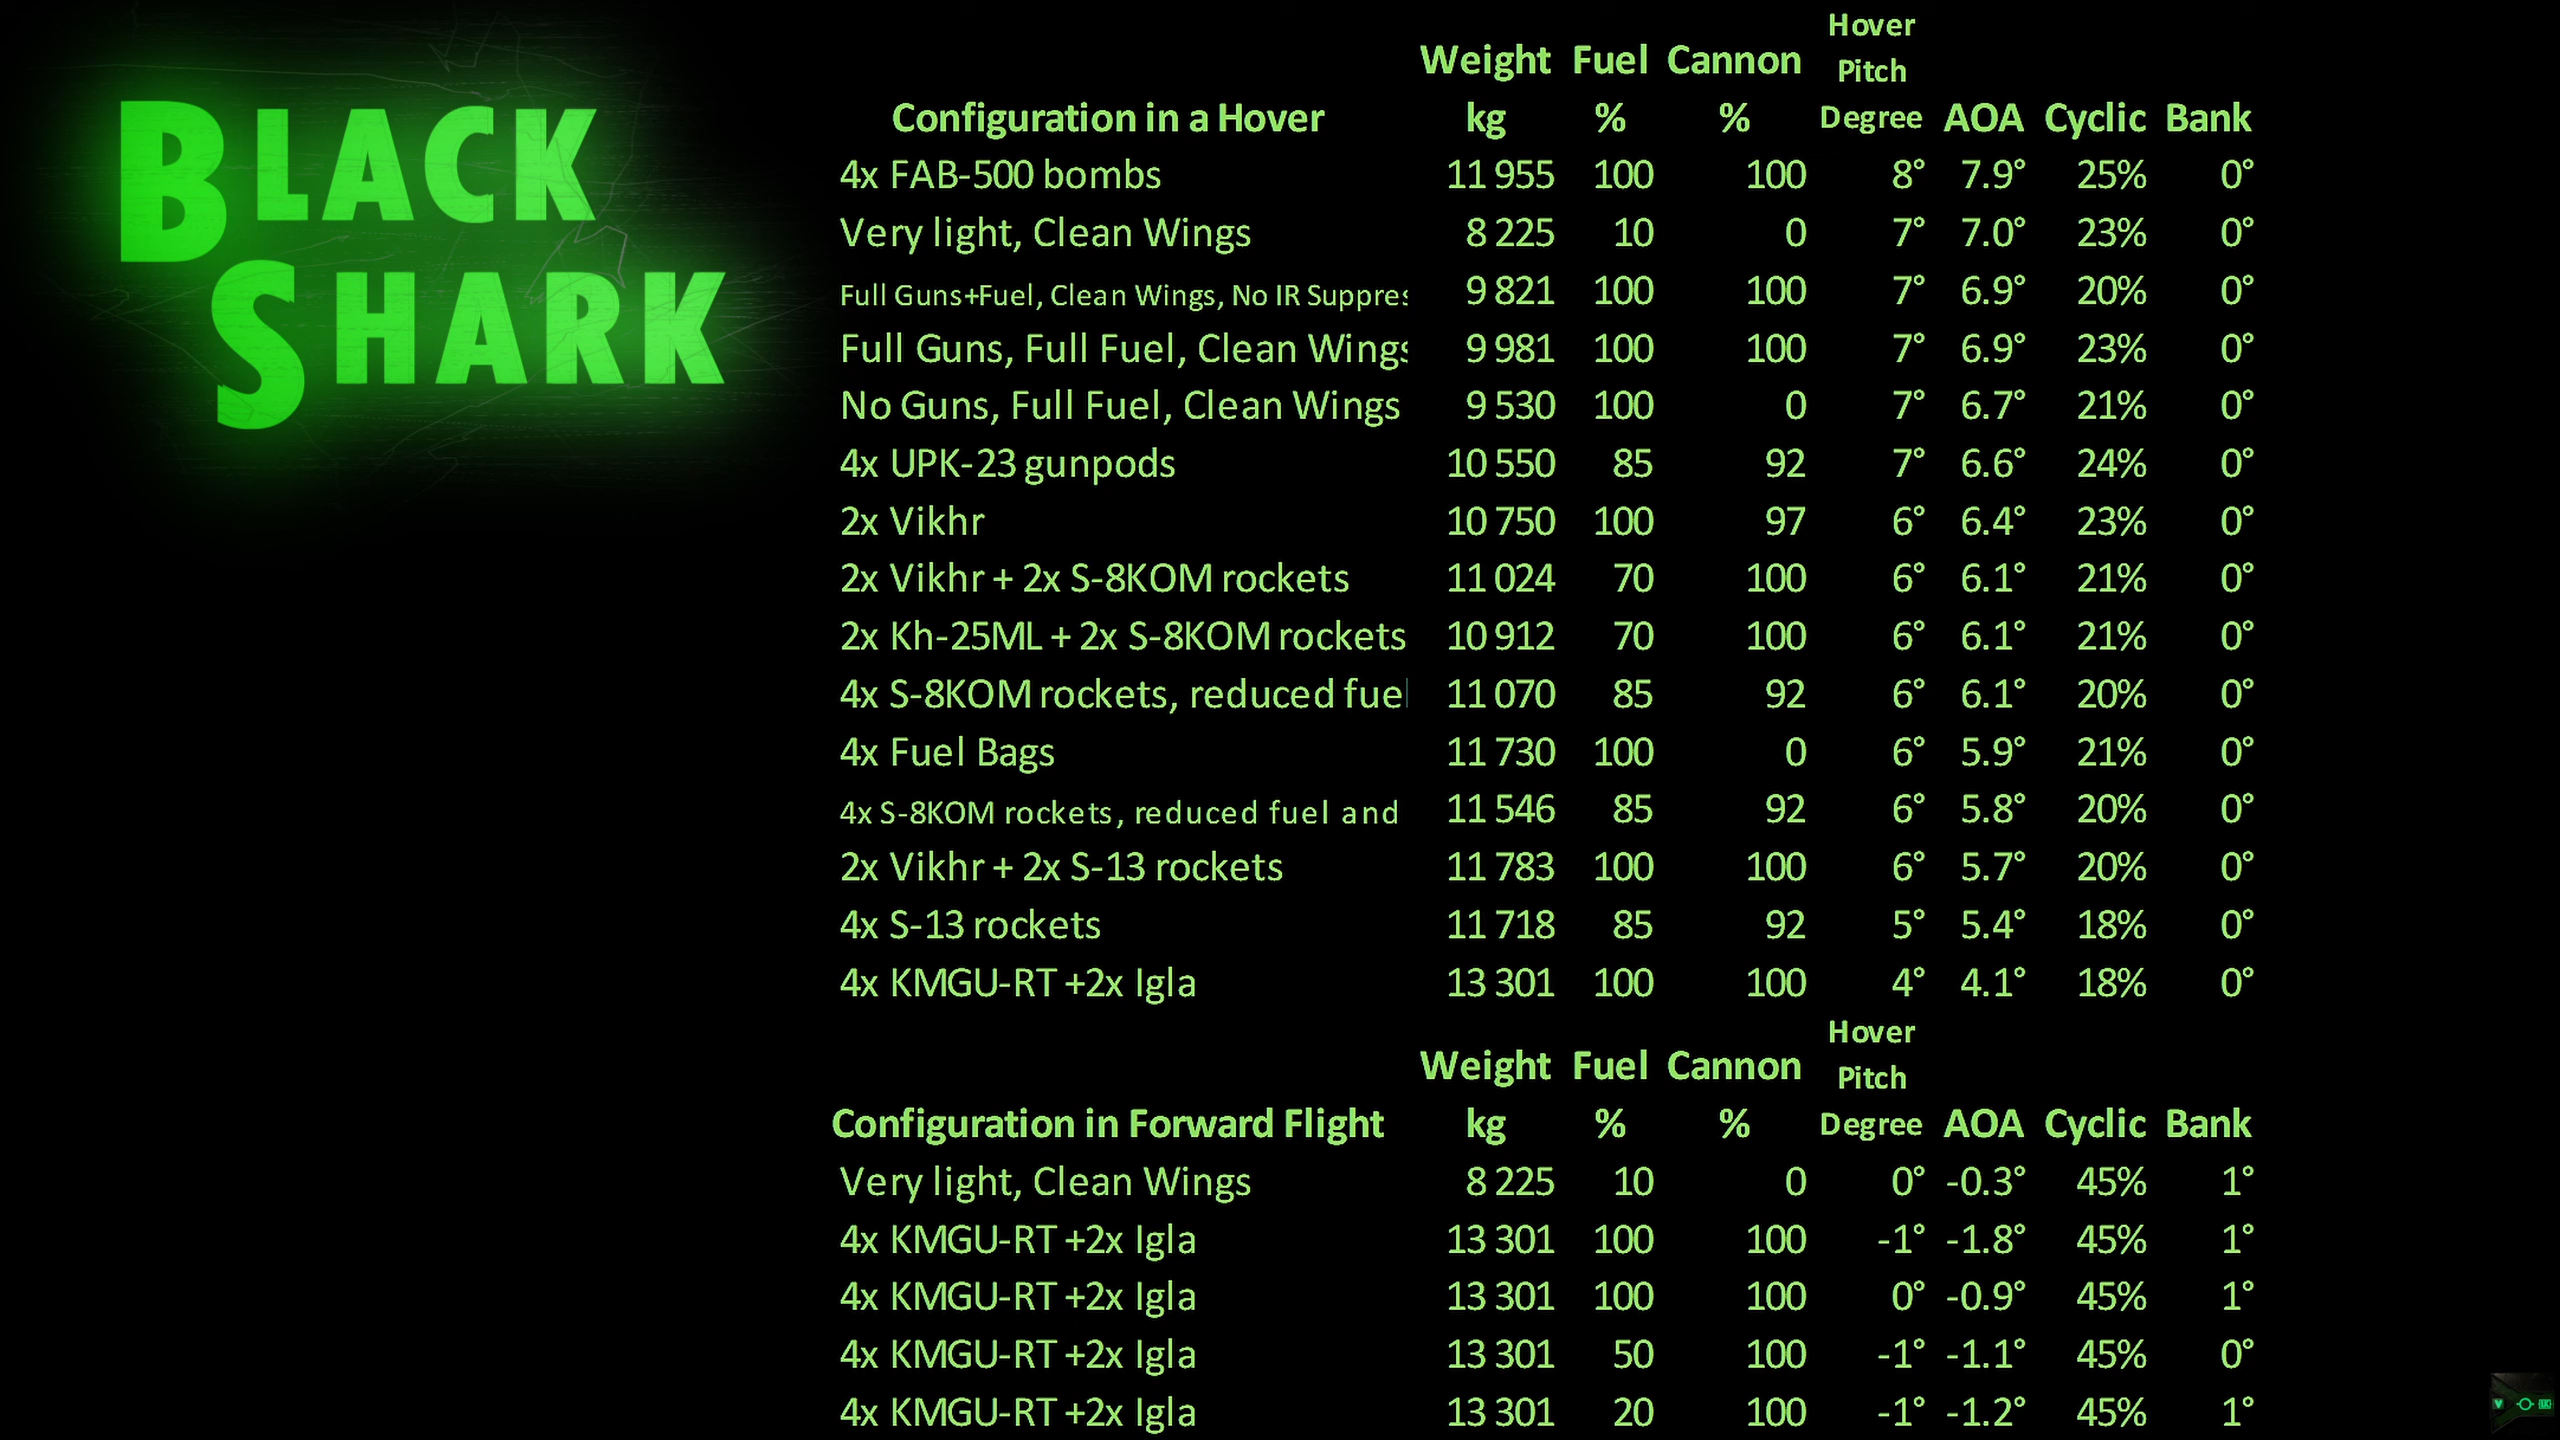 BLACK
SHARK
Hover
Weight Fuel Cannon Pitch
Configuration in a Hover kg % % Degree AOA Cyclic Bank
4x FAB-500 bombs 11 955 100 100 8° 7.9° 25% 0°
Very light, Clean Wings 8 225 10 0 7° 7.0° 23% 0°
Full Guns+Fuel, Clean Wings, No IR Suppres 9 821 100 100 7° 6.9° 20% 0°
Full Guns, Full Fuel, Clean Wings 9 981 100 100 7° 6.9° 23% 0°
No Guns, Full Fuel, Clean Wings 9 530 100 0 7° 6.7° 21% 0°
4x UPK-23 gunpods 10 550 85 92 7° 6.6° 24% 0°
2x Vikhr 10 750 100 97 6° 6.4° 23% 0°
2x Vikhr + 2x S-8KOM rockets 11 024 70 100 6° 6.1° 21% 0°
2x Kh-25ML + 2x S-8KOM rockets 10 912 70 100 6° 6.1° 21% 0°
4x S-8KOM rockets, reduced fuel 11 070 85 92 6° 6.1° 20% 0°
4x Fuel Bags 11 730 100 0 6° 5.9° 21% 0°
4x S-8KOM rockets, reduced fuel and 11 546 85 92 6° 5.8° 20% 0°
2x Vikhr + 2x S-13 rockets 11 783 100 100 6° 5.7° 20% 0°
4x S-13 rockets 11 718 85 92 5° 5.4° 18% 0°
4x KMGU-RT +2x Igla 13 301 100 100 4° 4.1° 18% 0°
Hover
Weight Fuel Cannon Pitch
Configuration in Forward Flight kg % % Degree AOA Cyclic Bank
Very light, Clean Wings 8 225 10 0 0° -0.3° 45% 1°
4x KMGU-RT +2x Igla 13 301 100 100 -1° -1.8° 45% 1°
4x KMGU-RT +2x Igla 13 301 100 100 0° -0.9° 45% 1°
4x KMGU-RT +2x Igla 13 301 50 100 -1° -1.1° 45% 0°
4x KMGU-RT +2x Igla 13 301 20 100 -1° -1.2° 45% 1°